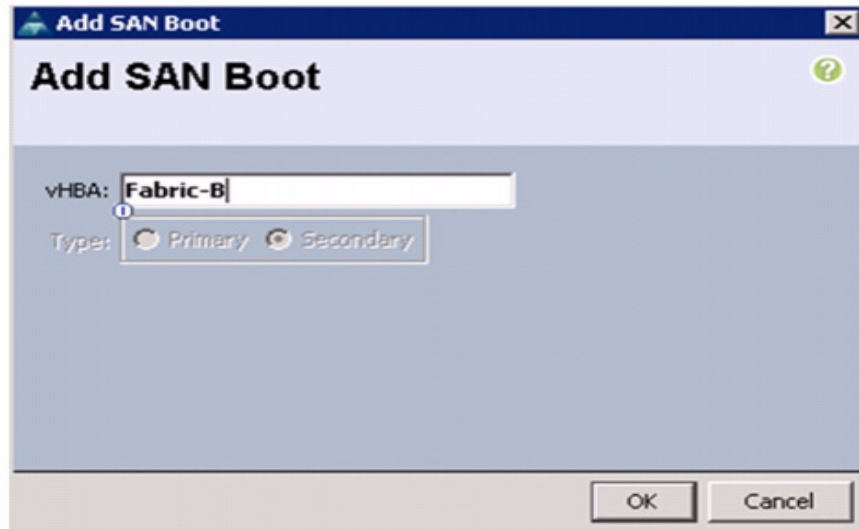 Add SAN Boot
Add SAN Boot
vHBA: Fabric-B
Type: Primary Secondary
OK Cancel